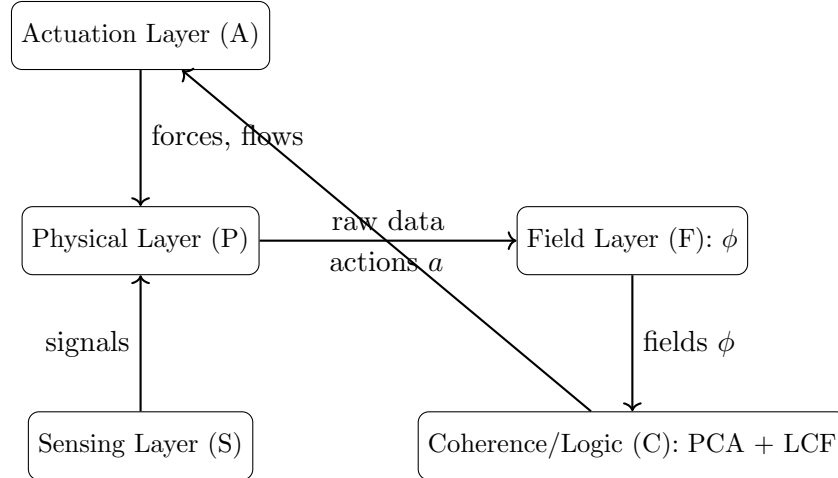 Actuation Layer (A)
forces, flows
Physical Layer (P)
raw data
actions a
Field Layer (F): ϕ
signals
fields ϕ
Sensing Layer (S)
Coherence/Logic (C): PCA + LCF